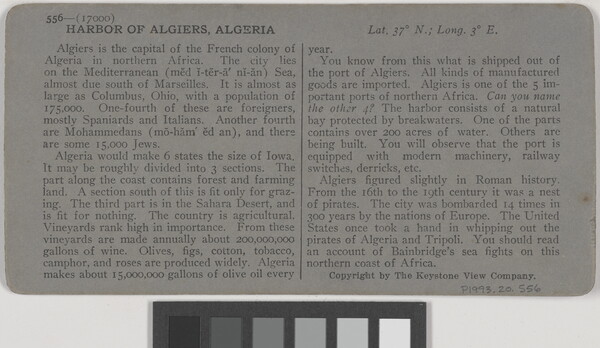 556—(17000)
HARBOR OF ALGIERS, ALGERIA
Lat. 37° N.; Long. 3° E.
Algiers is the capital of the French colony of
Algeria in northern Africa. The city lies
on the Mediterranean (mĕd ĭ-tĕr-ā' nĭ-ăn) Sea,
almost due south of Marseilles. It is almost as
large as Columbus, Ohio, with a population of
175,000. One-fourth of these are foreigners,
mostly Spaniards and Italians. Another fourth
are Mohammedans (mō-hăm' ĕd an), and there
are some 15,000 Jews.
Algeria would make 6 states the size of Iowa.
It may be roughly divided into 3 sections. The
part along the coast contains forest and farming
land. A section south of this is fit only for graz-
ing. The third part is in the Sahara Desert, and
is fit for nothing. The country is agricultural.
Vineyards rank high in importance. From these
vineyards are made annually about 200,000,000
gallons of wine. Olives, figs, cotton, tobacco,
camphor, and roses are produced widely. Algeria
makes about 15,000,000 gallons of olive oil every
year.
You know from this what is shipped out of
the port of Algiers. All kinds of manufactured
goods are imported. Algiers is one of the 5 im-
portant ports of northern Africa. Can you name
the other 4? The harbor consists of a natural
bay protected by breakwaters. One of the parts
contains over 200 acres of water. Others are
being built. You will observe that the port is
equipped with modern machinery, railway
switches, derricks, etc.
Algiers figured slightly in Roman history.
From the 16th to the 19th century it was a nest
of pirates. The city was bombarded 14 times in
300 years by the nations of Europe. The United
States once took a hand in whipping out the
pirates of Algeria and Tripoli. You should read
an account of Bainbridge's sea fights on this
northern coast of Africa.
Copyright by The Keystone View Company.
P1993.20.556